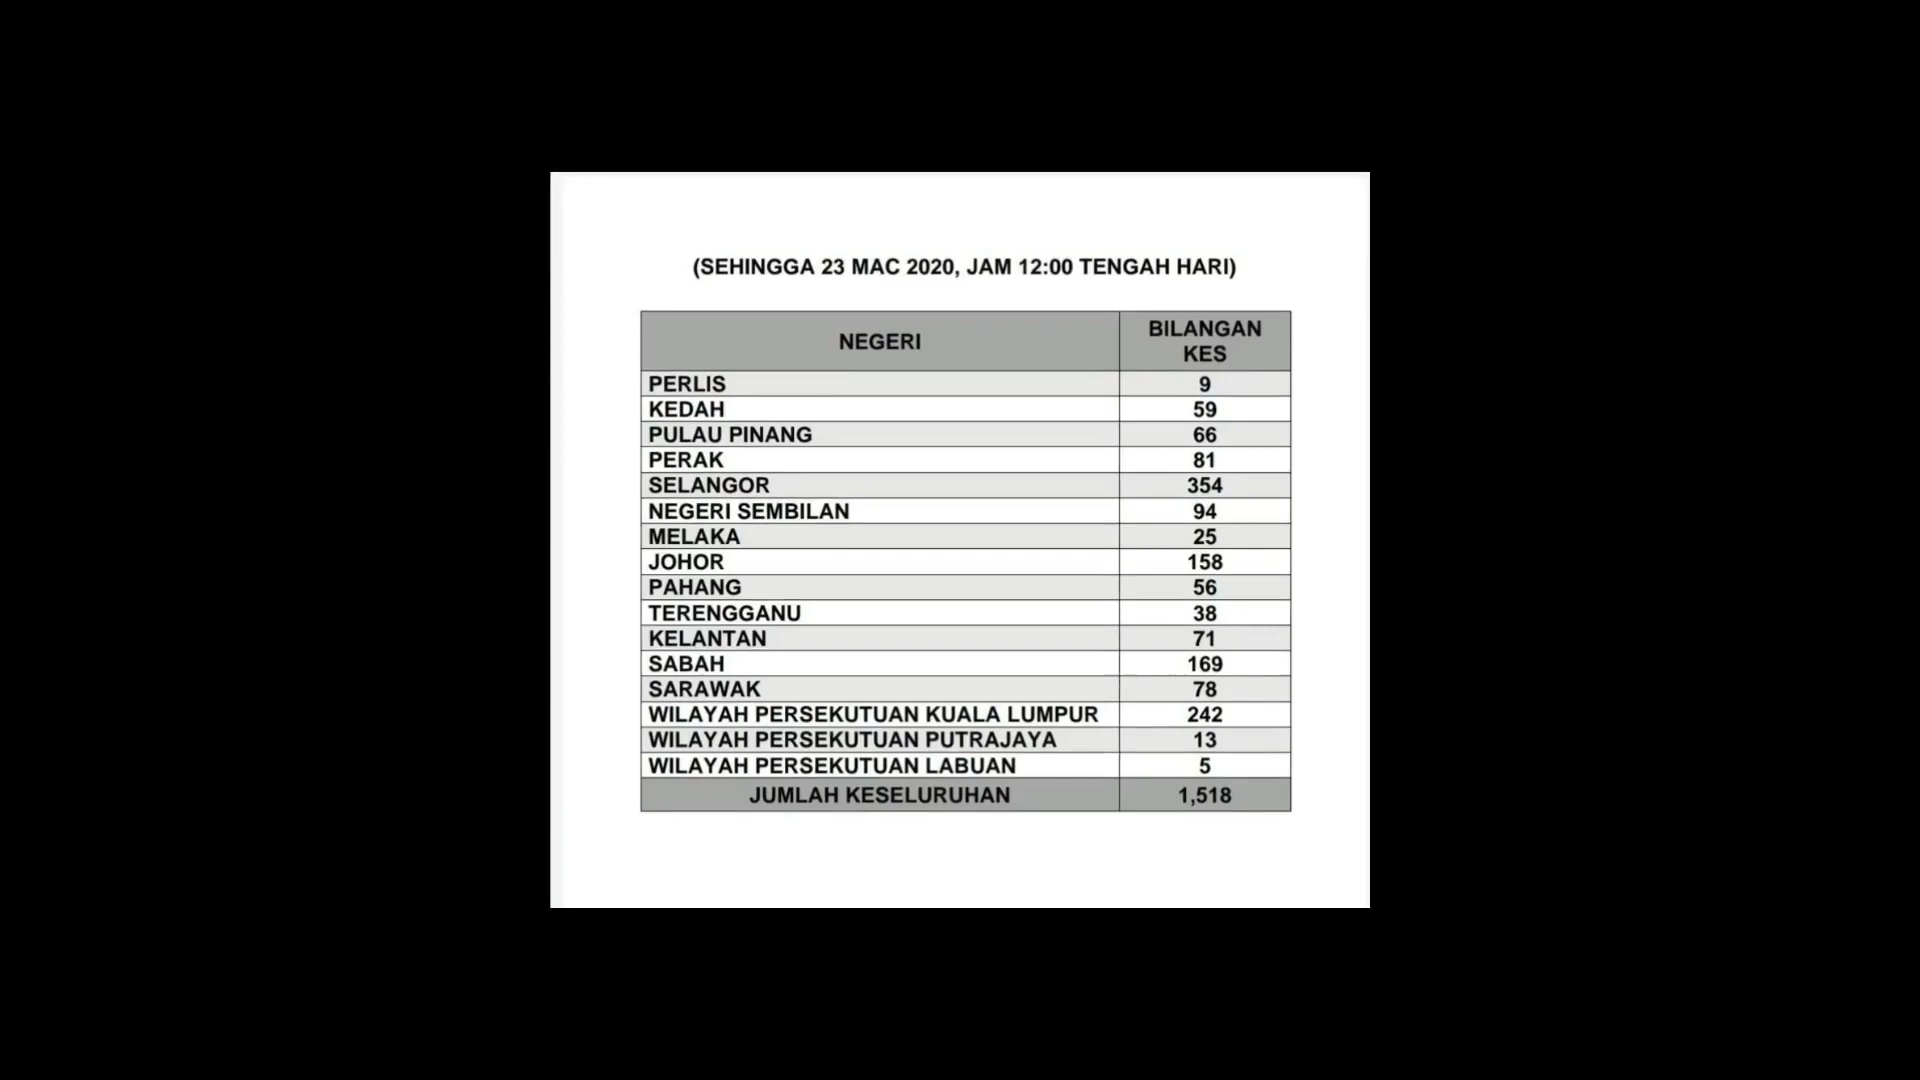 (SEHINGGA 23 MAC 2020, JAM 12:00 TENGAH HARI)
NEGERI BILANGAN KES
PERLIS 9
KEDAH 59
PULAU PINANG 66
PERAK 81
SELANGOR 354
NEGERI SEMBILAN 94
MELAKA 25
JOHOR 158
PAHANG 56
TERENGGANU 38
KELANTAN 71
SABAH 169
SARAWAK 78
WILAYAH PERSEKUTUAN KUALA LUMPUR 242
WILAYAH PERSEKUTUAN PUTRAJAYA 13
WILAYAH PERSEKUTUAN LABUAN 5
JUMLAH KESELURUHAN 1,518